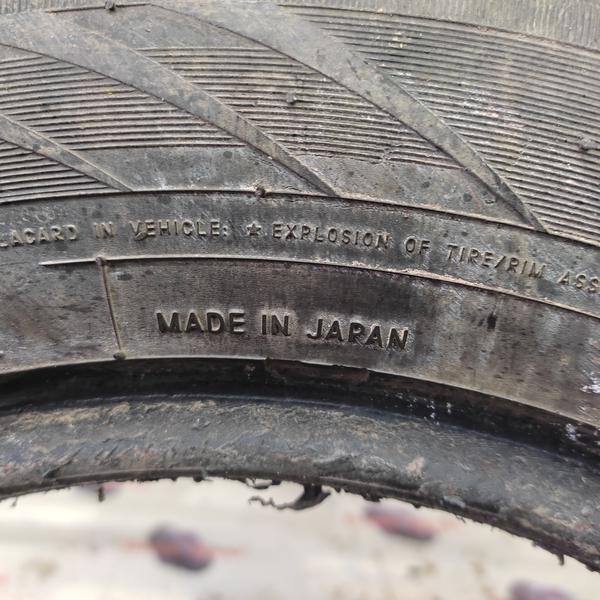 LACARD IN VEHICLE: ★ EXPLOSION OF TIRE/RIM ASS
MADE IN JAPAN